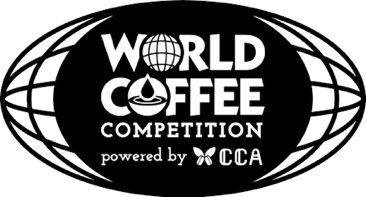 WORLD
COFFEE
COMPETITION
powered by CCA